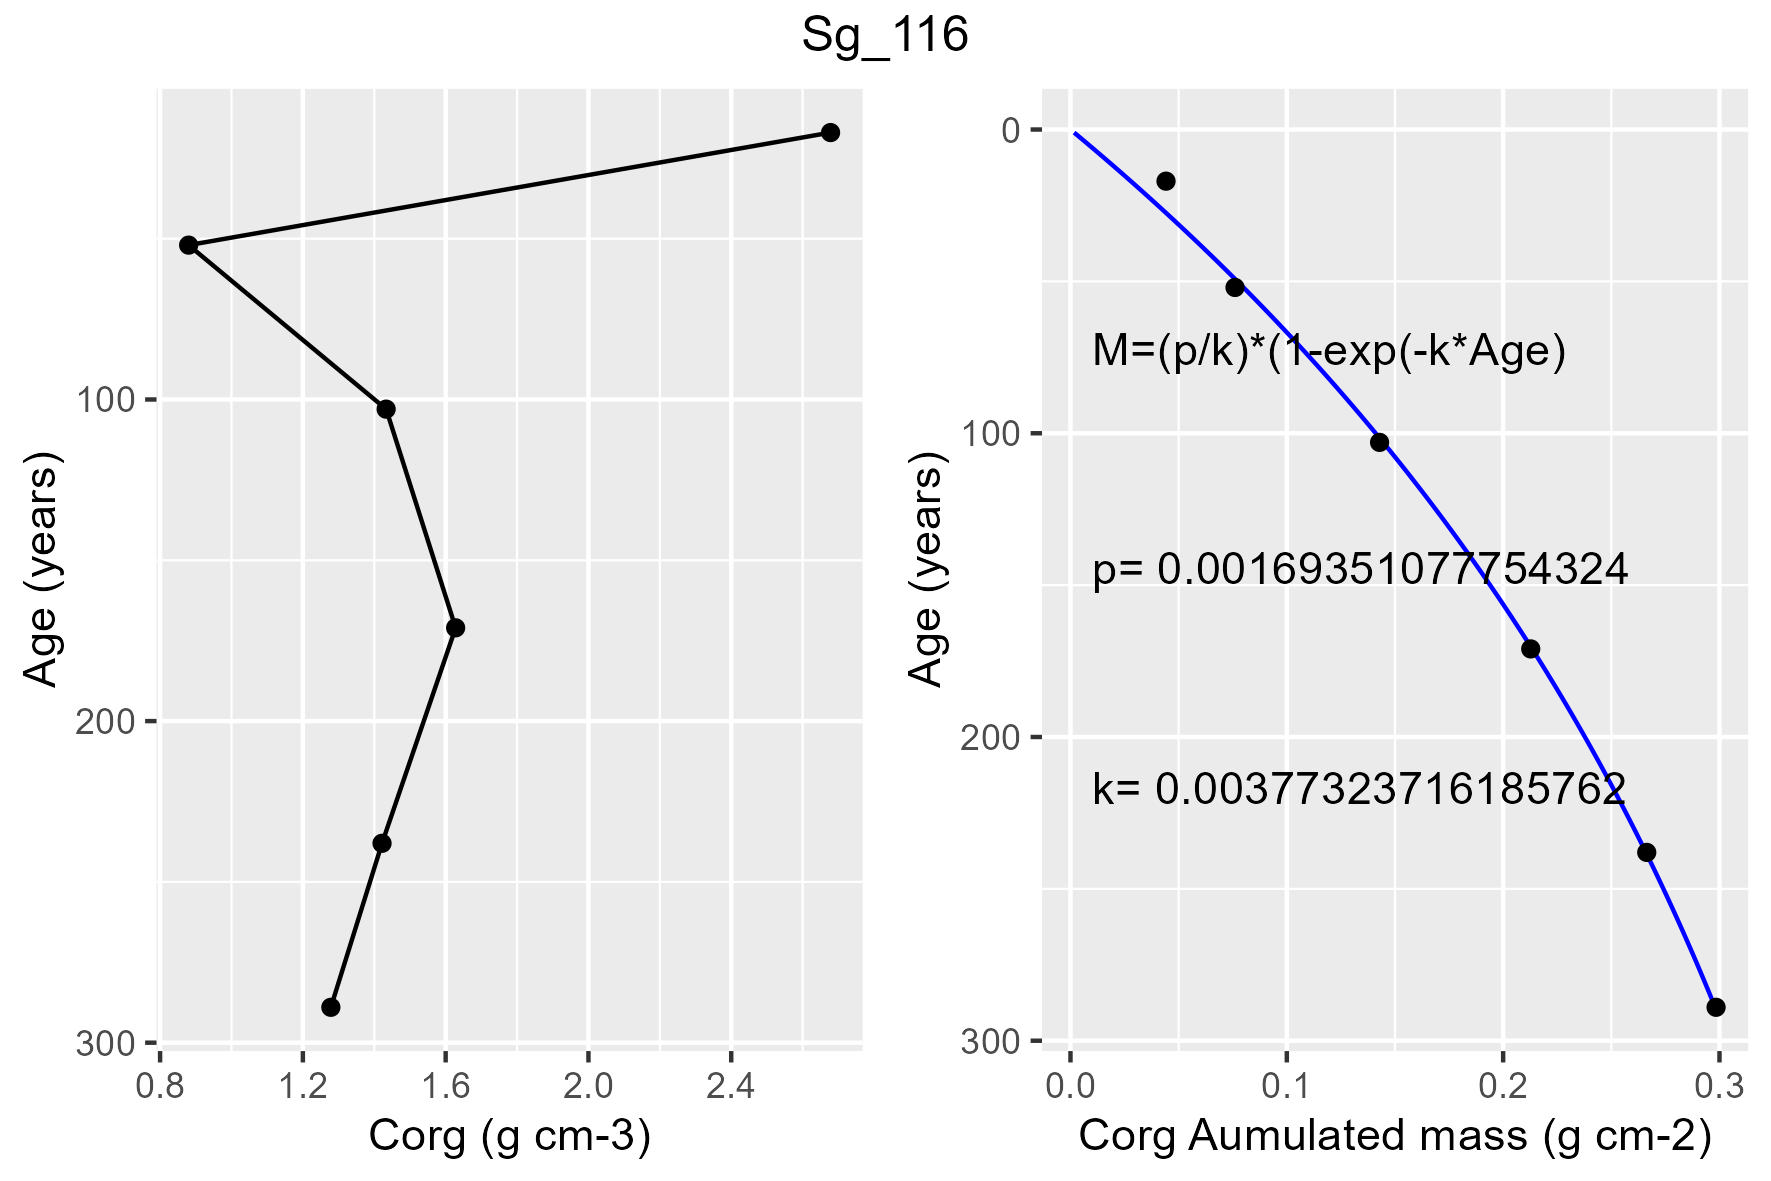 Sg_116
Age (years)
100
200
300
0.8 1.2 1.6 2.0 2.4
Corg (g cm-3)
Age (years)
0
100
200
300
M=(p/k)*(1-exp(-k*Age)
p= 0.00169351077754324
k= 0.00377323716185762
0.0 0.1 0.2 0.3
Corg Aumulated mass (g cm-2)